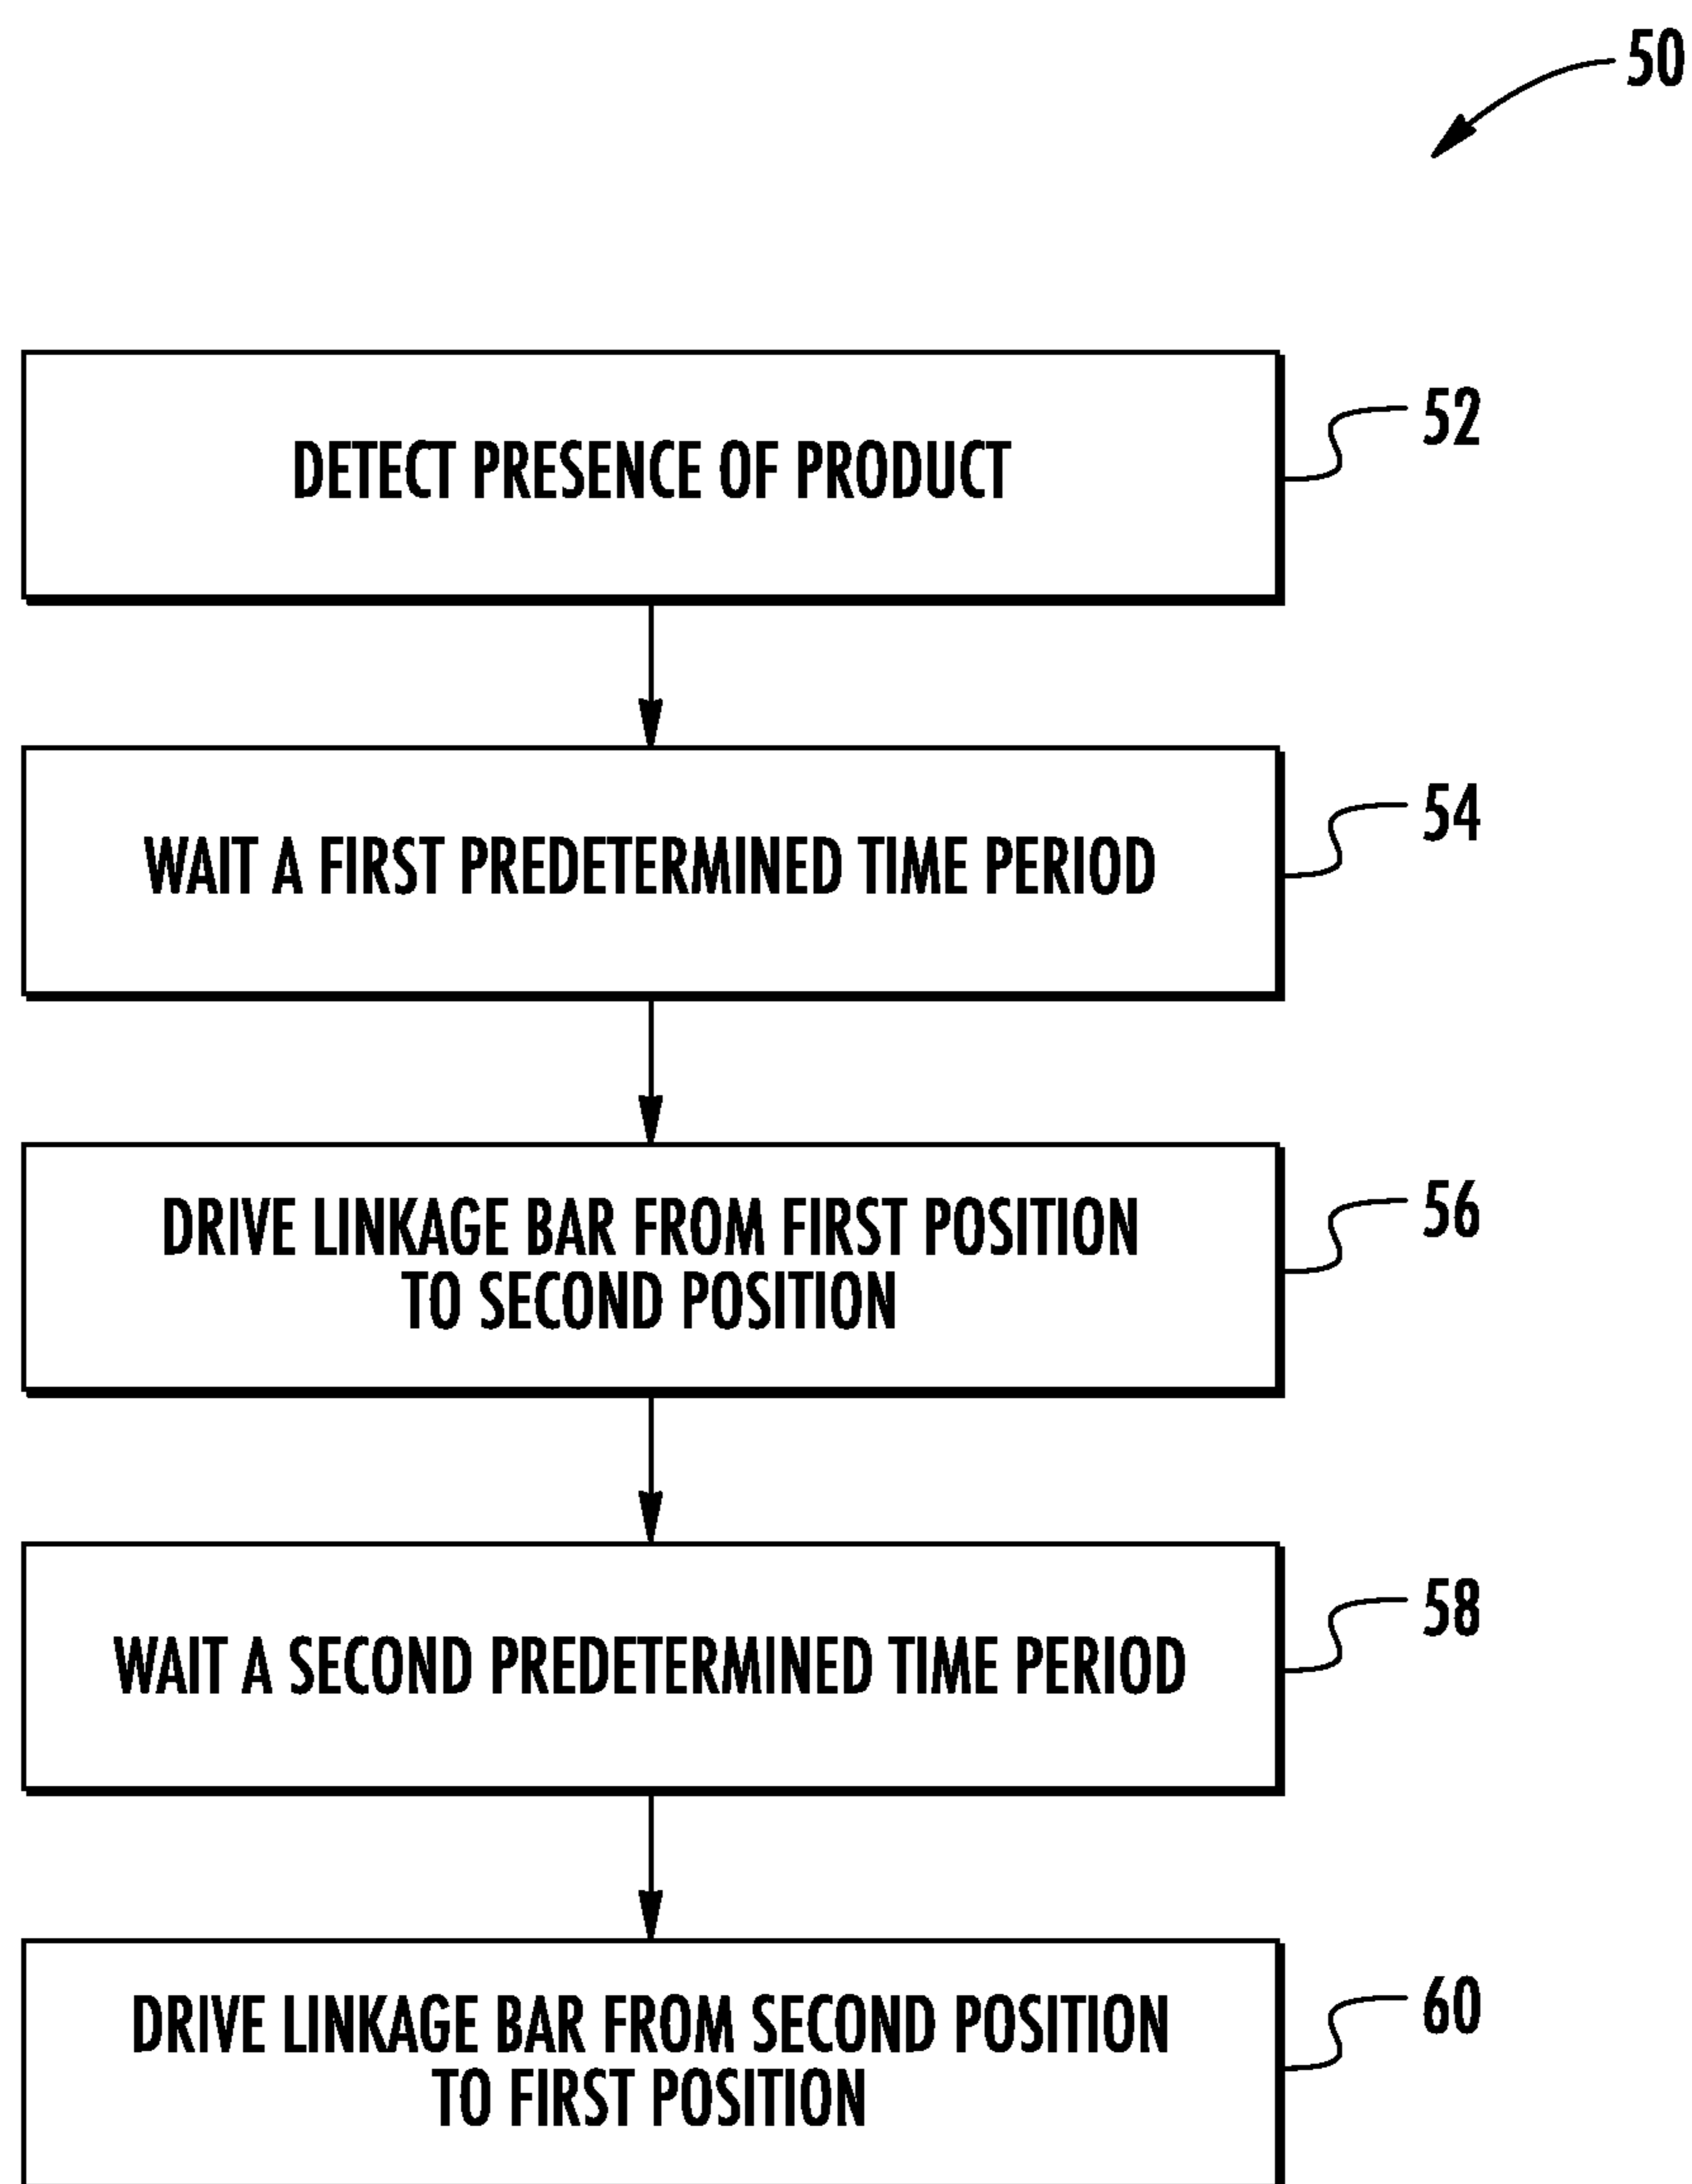 50
DETECT PRESENCE OF PRODUCT
52
WAIT A FIRST PREDETERMINED TIME PERIOD
54
DRIVE LINKAGE BAR FROM FIRST POSITION
TO SECOND POSITION
56
WAIT A SECOND PREDETERMINED TIME PERIOD
58
DRIVE LINKAGE BAR FROM SECOND POSITION
TO FIRST POSITION
60